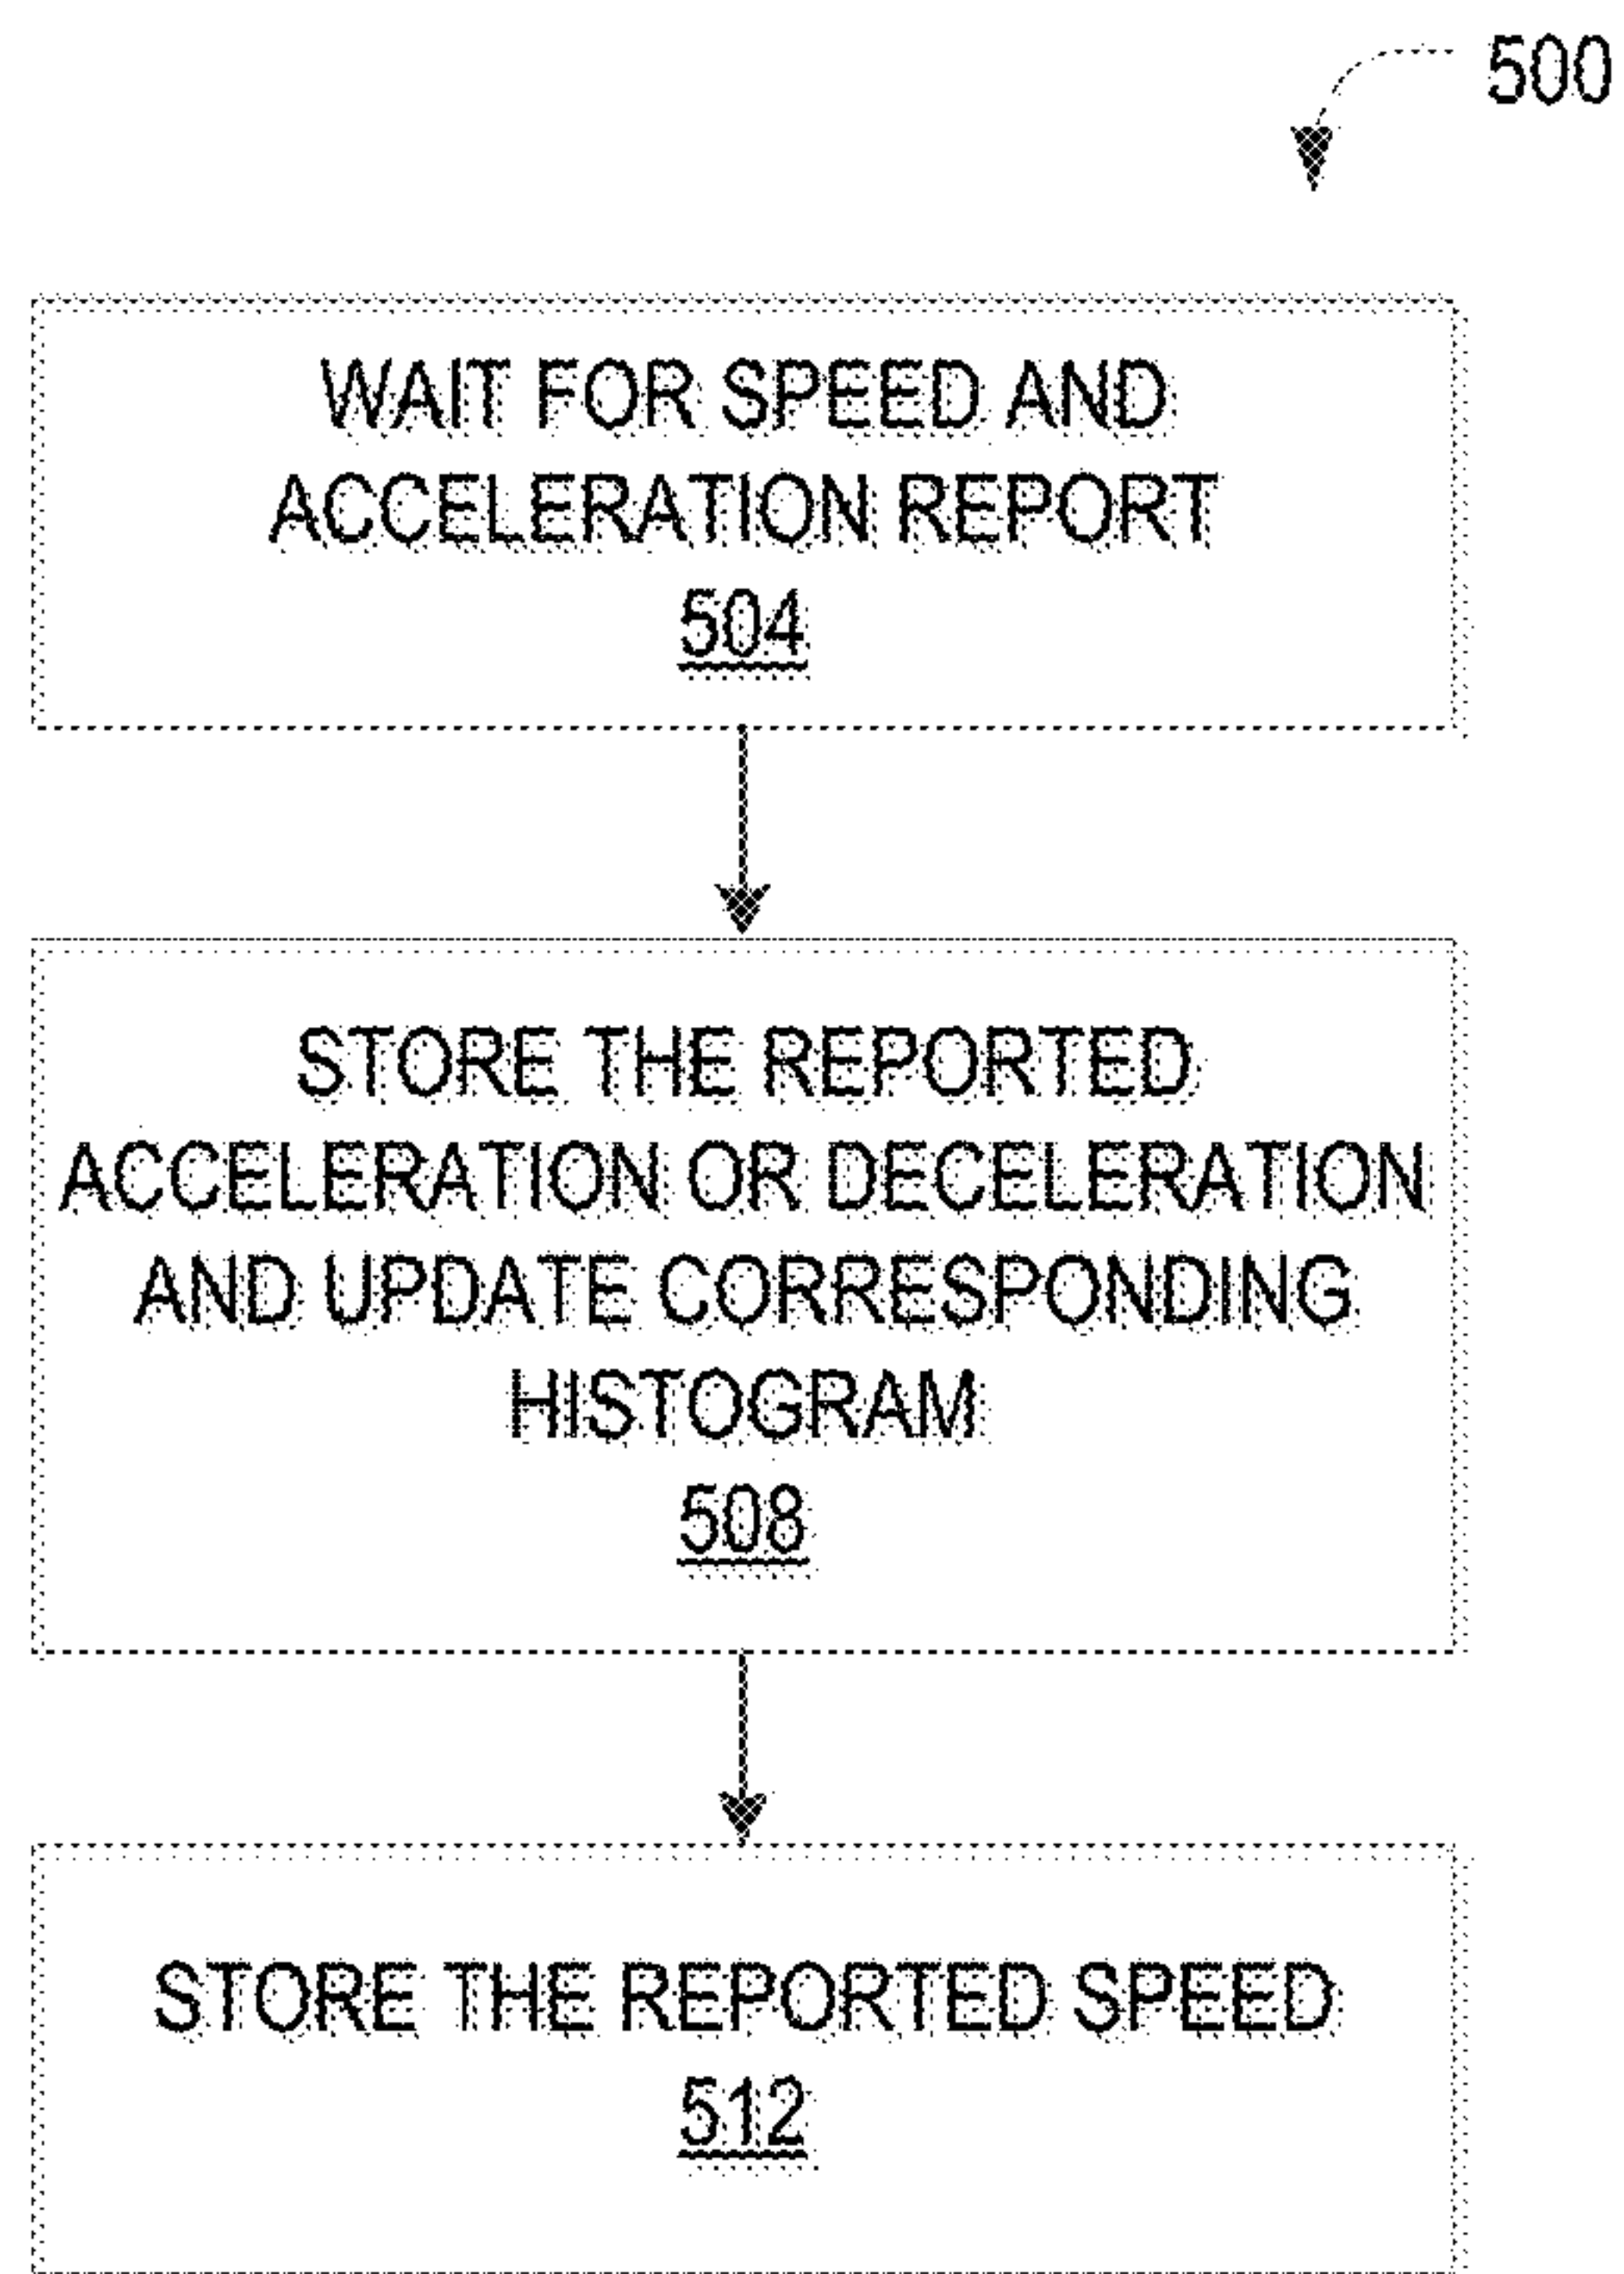 500
WAIT FOR SPEED AND
ACCELERATION REPORT
504
STORE THE REPORTED
ACCELERATION OR DECELERATION
AND UPDATE CORRESPONDING
HISTOGRAM
508
STORE THE REPORTED SPEED
512